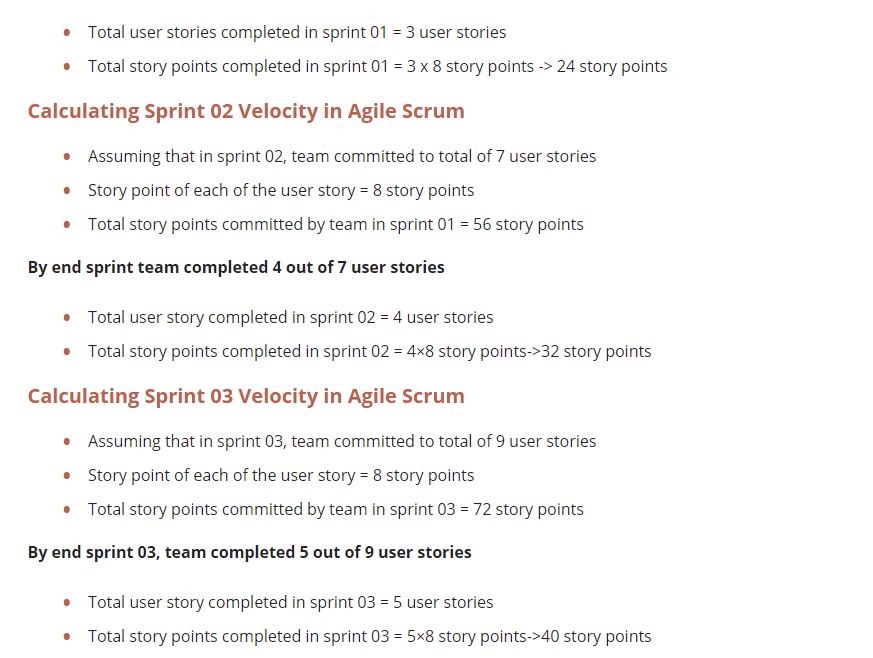 Total user stories completed in sprint 01 = 3 user stories
Total story points completed in sprint 01 = 3 x 8 story points -> 24 story points
Calculating Sprint 02 Velocity in Agile Scrum
Assuming that in sprint 02, team committed to total of 7 user stories
Story point of each of the user story = 8 story points
Total story points committed by team in sprint 01 = 56 story points
By end sprint team completed 4 out of 7 user stories
Total user story completed in sprint 02 = 4 user stories
Total story points completed in sprint 02 = 4×8 story points->32 story points
Calculating Sprint 03 Velocity in Agile Scrum
Assuming that in sprint 03, team committed to total of 9 user stories
Story point of each of the user story = 8 story points
Total story points committed by team in sprint 03 = 72 story points
By end sprint 03, team completed 5 out of 9 user stories
Total user story completed in sprint 03 = 5 user stories
Total story points completed in sprint 03 = 5×8 story points->40 story points